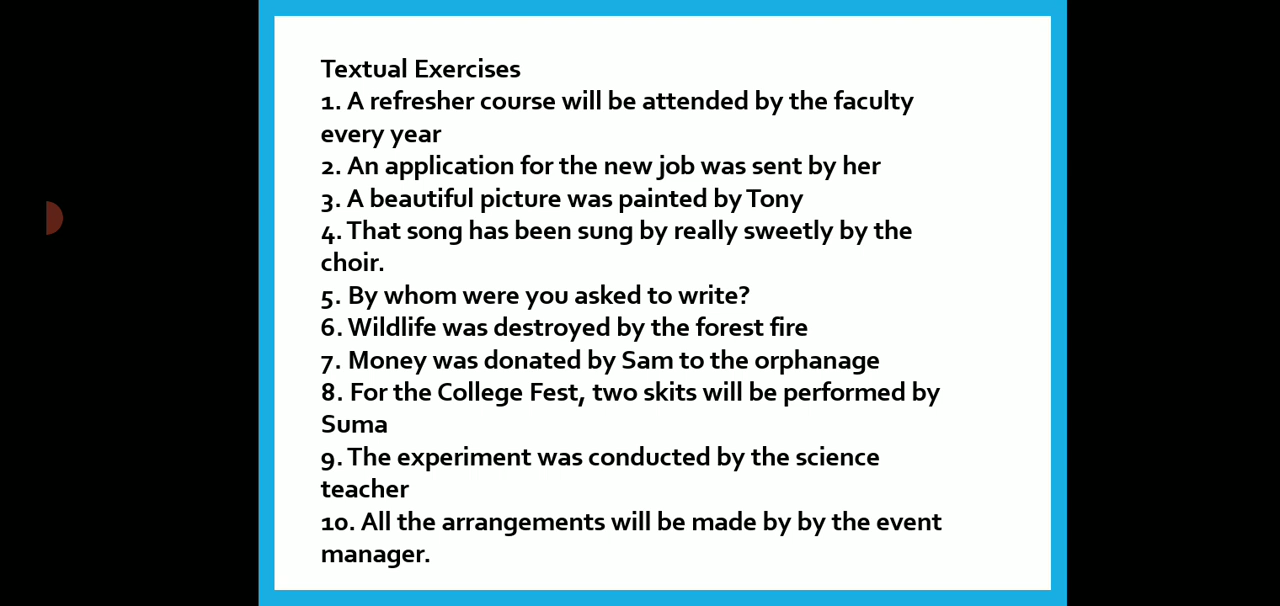 Textual Exercises
1. A refresher course will be attended by the faculty
every year
2. An application for the new job was sent by her
3. A beautiful picture was painted by Tony
4. That song has been sung by really sweetly by the
choir.
5. By whom were you asked to write?
6. Wildlife was destroyed by the forest fire
7. Money was donated by Sam to the orphanage
8. For the College Fest, two skits will be performed by
Suma
9. The experiment was conducted by the science
teacher
10. All the arrangements will be made by by the event
manager.